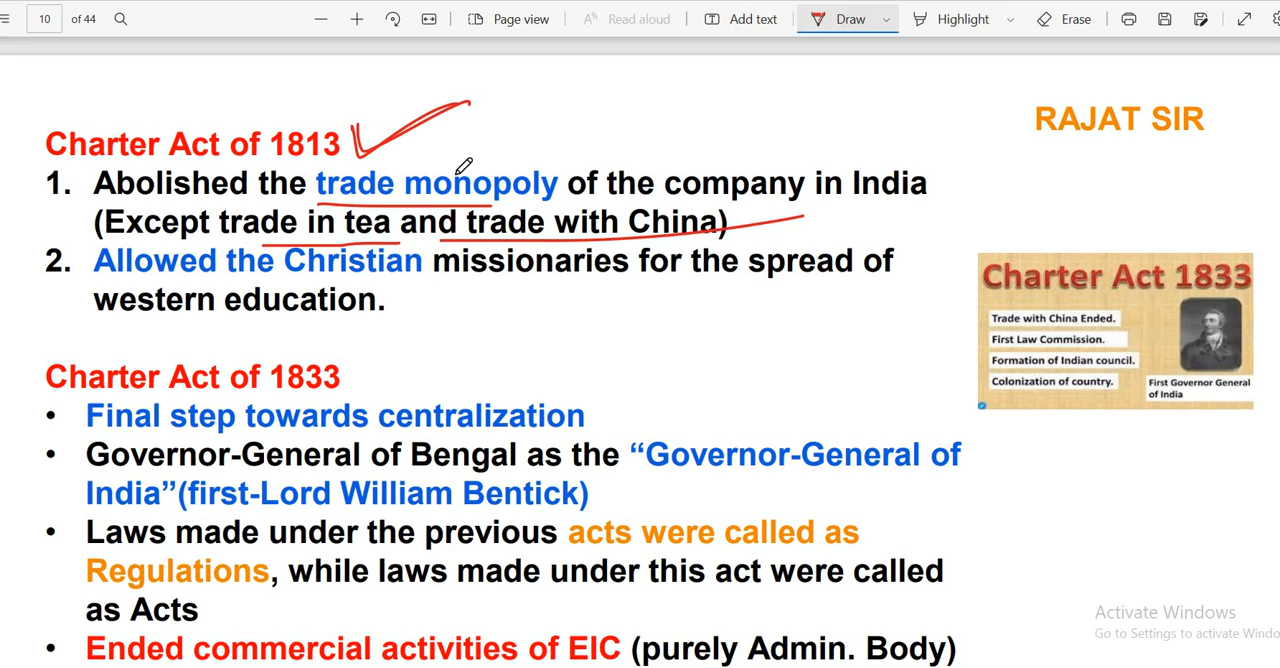 10 of 44 Page view Read aloud Add text Draw Highlight Erase
RAJAT SIR
Charter Act of 1813
1. Abolished the trade monopoly of the company in India
(Except trade in tea and trade with China)
2. Allowed the Christian missionaries for the spread of
western education.
Charter Act 1833
Trade with China Ended.
First Law Commission.
Formation of Indian council.
Colonization of country.
First Governor General
of India
Charter Act of 1833
• Final step towards centralization
• Governor-General of Bengal as the “Governor-General of
India”(first-Lord William Bentick)
• Laws made under the previous acts were called as
Regulations, while laws made under this act were called
as Acts
• Ended commercial activities of EIC (purely Admin. Body)
Activate Windows
Go to Settings to activate Windo